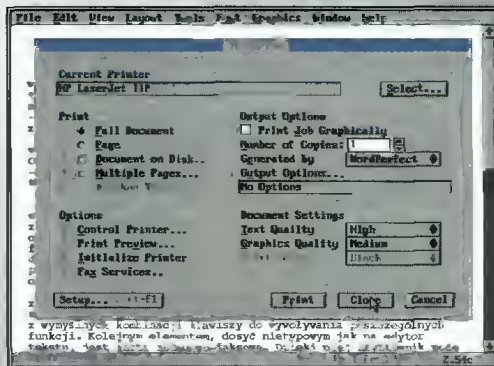 File Edit View Layout Tools Font Graphics Window Help
Current Printer
HP LaserJet IIP
Select...
Print
Full Document
Page
Document on Disk..
Multiple Pages...
Output Options
Print Job Graphically
Number of Copies: 1
Generated by WordPerfect
Output Options...
No Options
Options
Control Printer...
Print Preview...
Initialize Printer
Fax Services..
Document Settings
Text Quality High
Graphics Quality Medium
Black
Setup...
Print
Close
Cancel
z wymyślnych kombinacji klawiszy do wywoływania poszczególnych
funkcji. Kolejnym elementem, dosyć nietypowym jak na edytor
tekstu, jest